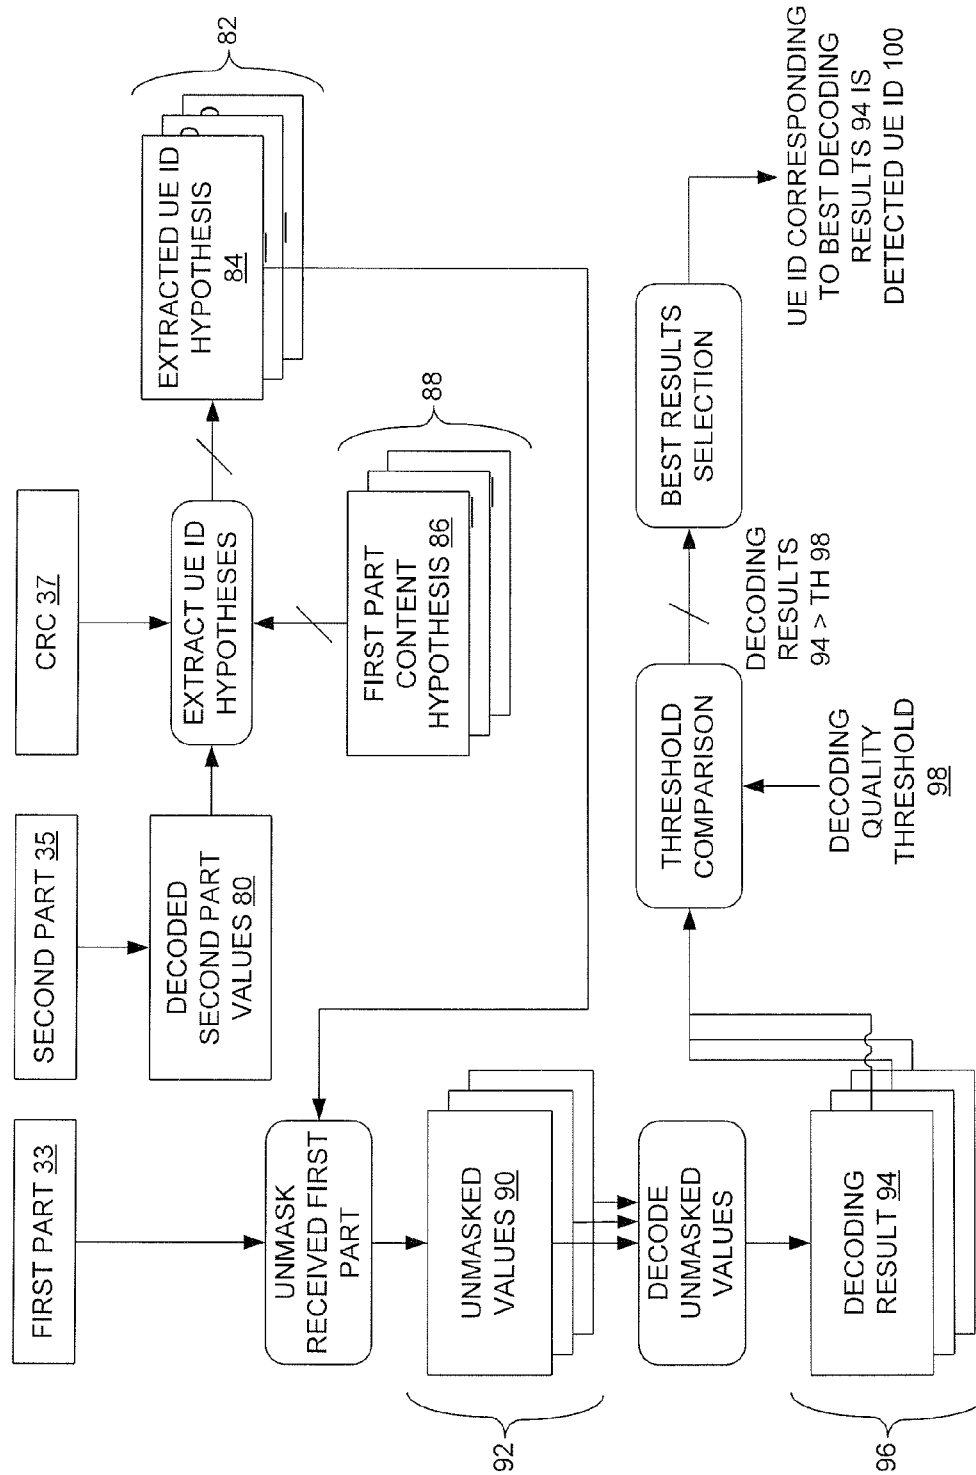 FIRST PART 33
SECOND PART 35
CRC 37
DECODED
SECOND PART
VALUES 80
EXTRACT UE ID
HYPOTHESES
EXTRACTED UE ID
HYPOTHESIS
84
82
FIRST PART
CONTENT
HYPOTHESIS 86
88
UNMASK
RECEIVED FIRST
PART
UNMASKED
VALUES 90
92
DECODE
UNMASKED
VALUES
DECODING
RESULT 94
96
THRESHOLD
COMPARISON
DECODING
QUALITY
THRESHOLD
98
DECODING
RESULTS
94 > TH 98
BEST RESULTS
SELECTION
UE ID CORRESPONDING
TO BEST DECODING
RESULTS 94 IS
DETECTED UE ID 100